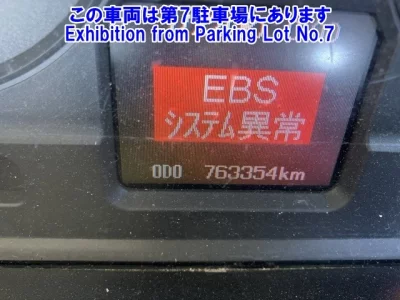 この車両は第7駐車場にあります
Exhibition from Parking Lot No.7
EBS
システム異常
ODO 763354km